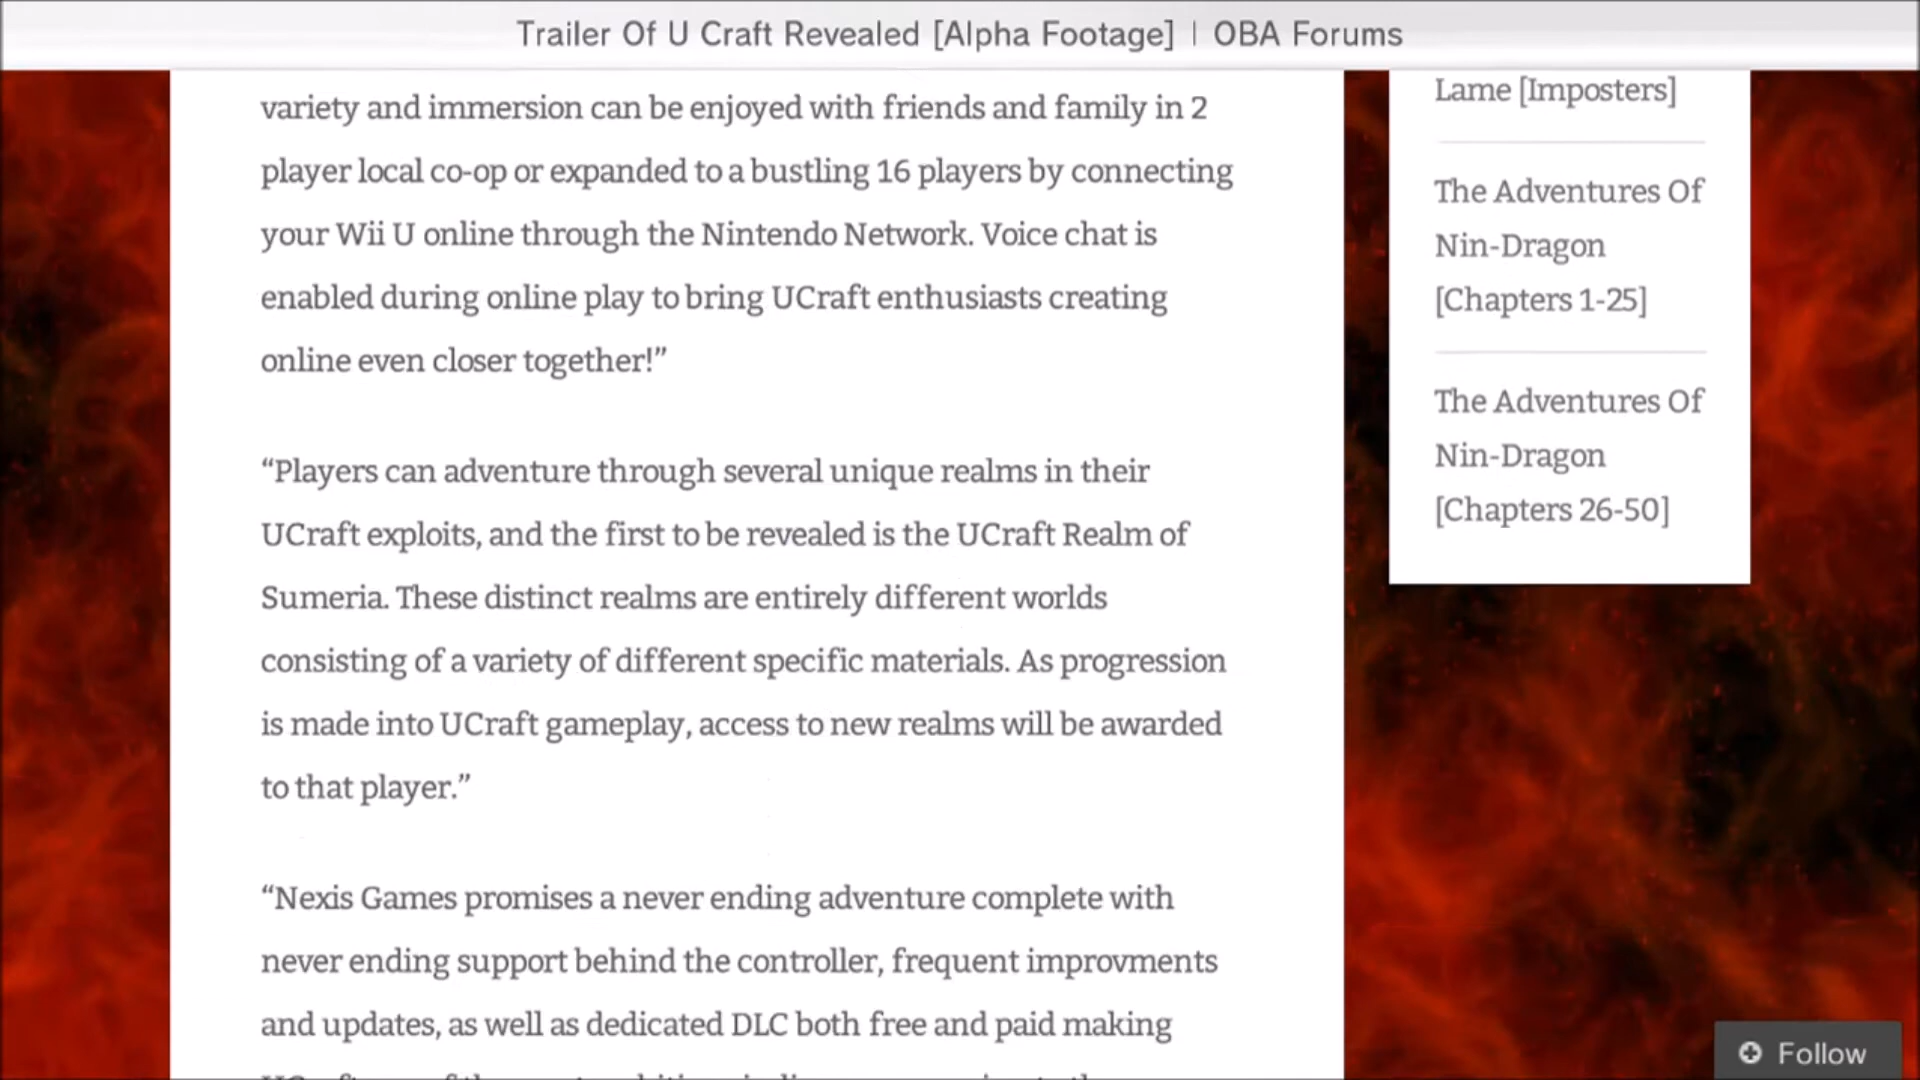 Trailer Of U Craft Revealed [Alpha Footage] | OBA Forums
variety and immersion can be enjoyed with friends and family in 2
player local co-op or expanded to a bustling 16 players by connecting
your Wii U online through the Nintendo Network. Voice chat is
enabled during online play to bring UCraft enthusiasts creating
online even closer together!”
“Players can adventure through several unique realms in their
UCraft exploits, and the first to be revealed is the UCraft Realm of
Sumeria. These distinct realms are entirely different worlds
consisting of a variety of different specific materials. As progression
is made into UCraft gameplay, access to new realms will be awarded
to that player.”
“Nexis Games promises a never ending adventure complete with
never ending support behind the controller, frequent improvments
and updates, as well as dedicated DLC both free and paid making
Lame [Imposters]
The Adventures Of
Nin-Dragon
[Chapters 1-25]
The Adventures Of
Nin-Dragon
[Chapters 26-50]
Follow